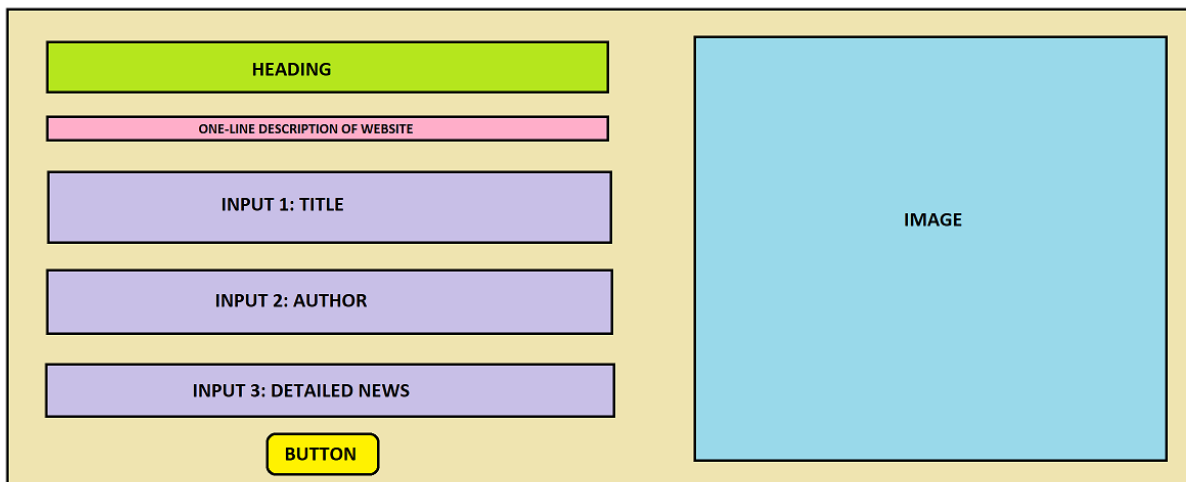 HEADING
ONE-LINE DESCRIPTION OF WEBSITE
INPUT 1: TITLE
INPUT 2: AUTHOR
INPUT 3: DETAILED NEWS
BUTTON
IMAGE